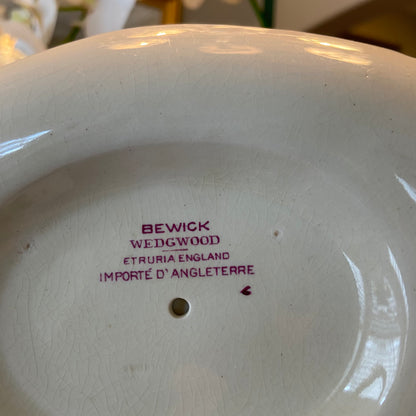 BEWICK
WEDGWOOD
ETRURIA ENGLAND
IMPORTÉ D'ANGLETERRE